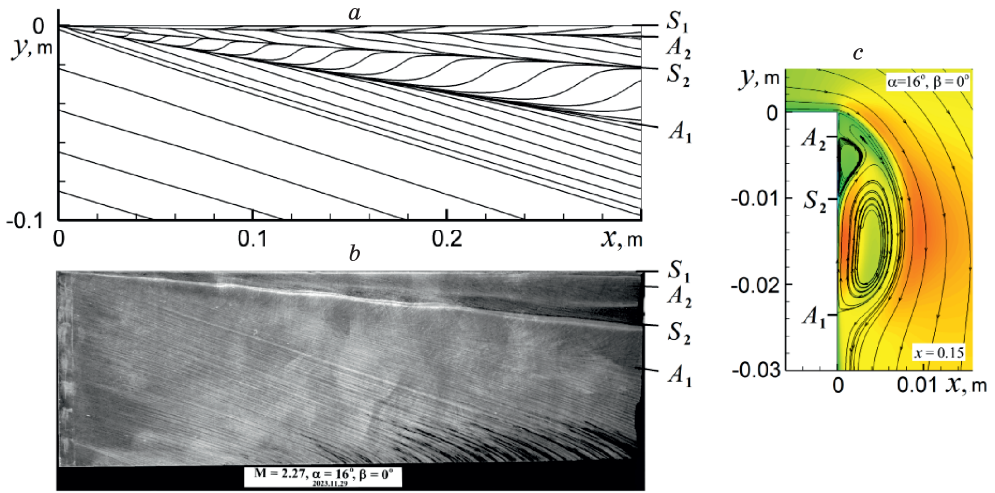 a
0
y, m
-0.1
0
0.1
0.2
x, m
S₁
A₂
S₂
A₁
b
S₁
A₂
S₂
A₁
M = 2.27, α = 16°, β = 0°
2023.11.29
c
y, m
α=16°, β = 0°
0
A₂
-0.01
S₂
-0.02
A₁
x = 0.15
-0.03
0
0.01
x, m